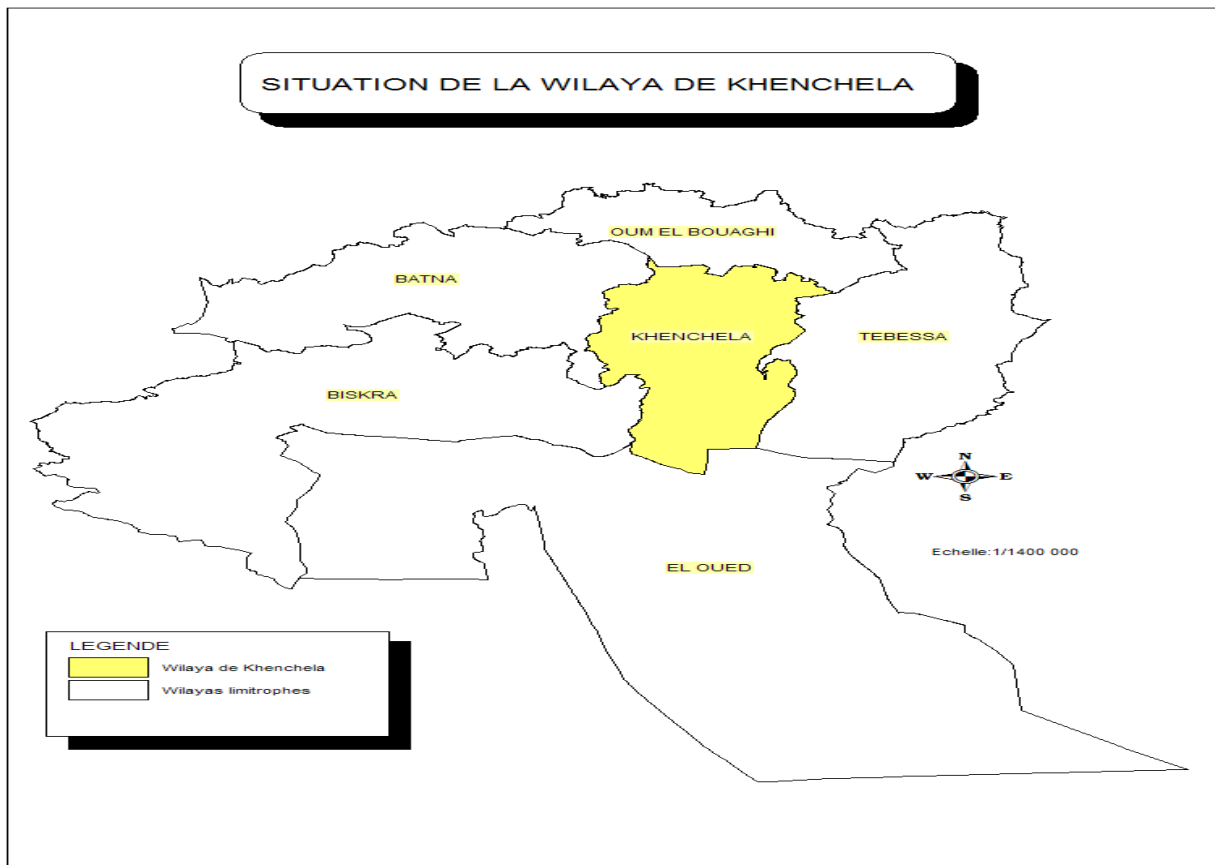 SITUATION DE LA WILAYA DE KHENCHELA
OUM EL BOUAGHI
BATNA
KHENCHELA
TEBESSA
BISKRA
N
W E
S
Echelle:1/1400 000
EL OUED
LEGENDE
Wilaya de Khenchela
Wilayas limitrophes